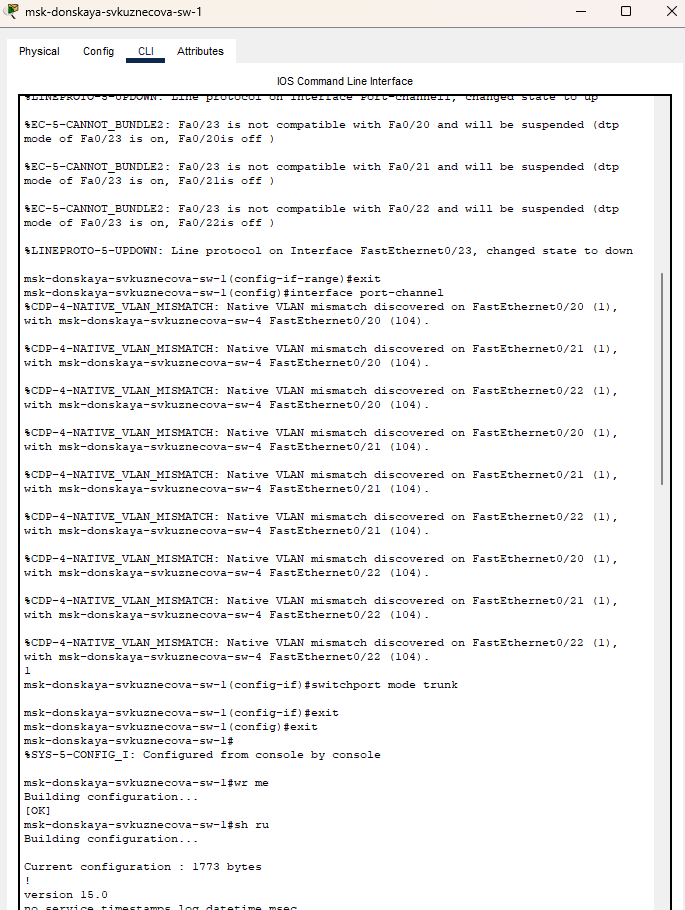 msk-donskaya-svkuznecova-sw-1
Physical Config CLI Attributes
IOS Command Line Interface
%LINEPROTO-5-UPDOWN: Line protocol on Interface Port-channel1, changed state to up
%EC-5-CANNOT_BUNDLE2: Fa0/23 is not compatible with Fa0/20 and will be suspended (dtp
mode of Fa0/23 is on, Fa0/20is off )
%EC-5-CANNOT_BUNDLE2: Fa0/23 is not compatible with Fa0/21 and will be suspended (dtp
mode of Fa0/23 is on, Fa0/21is off )
%EC-5-CANNOT_BUNDLE2: Fa0/23 is not compatible with Fa0/22 and will be suspended (dtp
mode of Fa0/23 is on, Fa0/22is off )
%LINEPROTO-5-UPDOWN: Line protocol on Interface FastEthernet0/23, changed state to down
msk-donskaya-svkuznecova-sw-1(config-if-range)#exit
msk-donskaya-svkuznecova-sw-1(config)#interface port-channel
%CDP-4-NATIVE_VLAN_MISMATCH: Native VLAN mismatch discovered on FastEthernet0/20 (1),
with msk-donskaya-svkuznecova-sw-4 FastEthernet0/20 (104).
%CDP-4-NATIVE_VLAN_MISMATCH: Native VLAN mismatch discovered on FastEthernet0/21 (1),
with msk-donskaya-svkuznecova-sw-4 FastEthernet0/20 (104).
%CDP-4-NATIVE_VLAN_MISMATCH: Native VLAN mismatch discovered on FastEthernet0/22 (1),
with msk-donskaya-svkuznecova-sw-4 FastEthernet0/20 (104).
%CDP-4-NATIVE_VLAN_MISMATCH: Native VLAN mismatch discovered on FastEthernet0/20 (1),
with msk-donskaya-svkuznecova-sw-4 FastEthernet0/21 (104).
%CDP-4-NATIVE_VLAN_MISMATCH: Native VLAN mismatch discovered on FastEthernet0/21 (1),
with msk-donskaya-svkuznecova-sw-4 FastEthernet0/21 (104).
%CDP-4-NATIVE_VLAN_MISMATCH: Native VLAN mismatch discovered on FastEthernet0/22 (1),
with msk-donskaya-svkuznecova-sw-4 FastEthernet0/21 (104).
%CDP-4-NATIVE_VLAN_MISMATCH: Native VLAN mismatch discovered on FastEthernet0/20 (1),
with msk-donskaya-svkuznecova-sw-4 FastEthernet0/22 (104).
%CDP-4-NATIVE_VLAN_MISMATCH: Native VLAN mismatch discovered on FastEthernet0/21 (1),
with msk-donskaya-svkuznecova-sw-4 FastEthernet0/22 (104).
%CDP-4-NATIVE_VLAN_MISMATCH: Native VLAN mismatch discovered on FastEthernet0/22 (1),
with msk-donskaya-svkuznecova-sw-4 FastEthernet0/22 (104).
1
msk-donskaya-svkuznecova-sw-1(config-if)#switchport mode trunk
msk-donskaya-svkuznecova-sw-1(config-if)#exit
msk-donskaya-svkuznecova-sw-1(config)#exit
msk-donskaya-svkuznecova-sw-1#
%SYS-5-CONFIG_I: Configured from console by console
msk-donskaya-svkuznecova-sw-1#wr me
Building configuration...
[OK]
msk-donskaya-svkuznecova-sw-1#sh ru
Building configuration...
Current configuration : 1773 bytes
!
version 15.0
no service timestamps log datetime msec